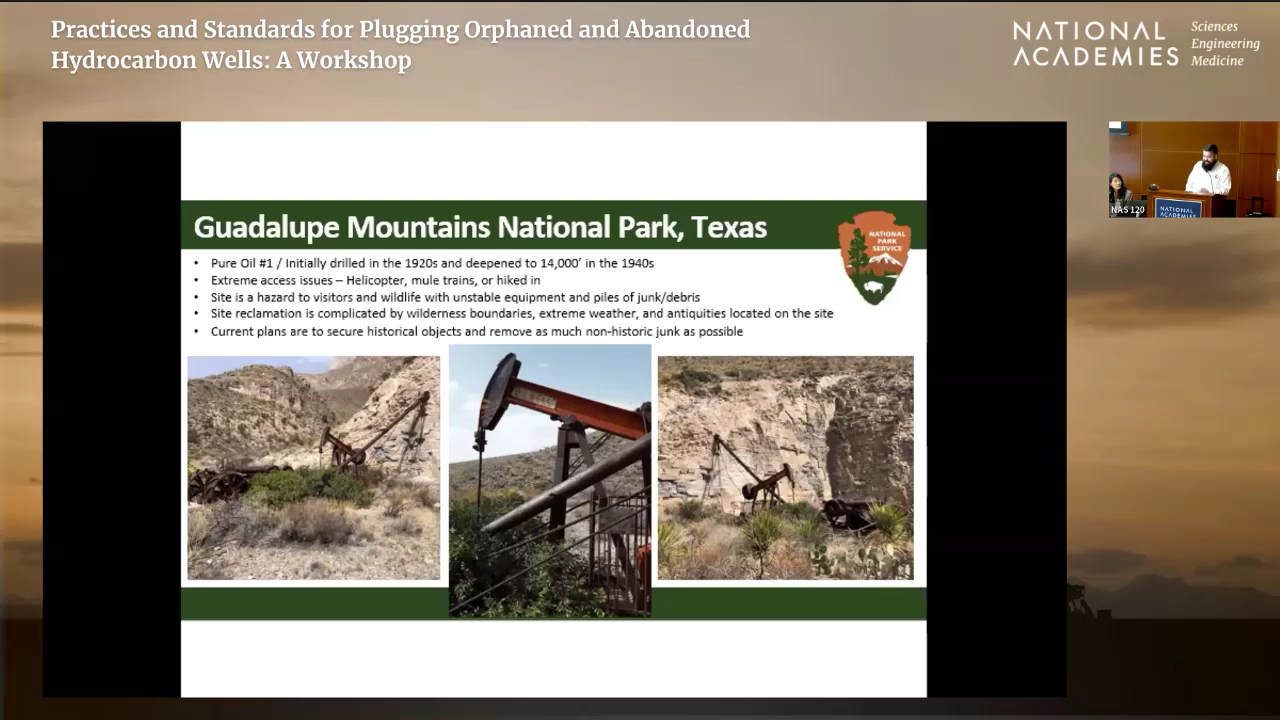 Practices and Standards for Plugging Orphaned and Abandoned
Hydrocarbon Wells: A Workshop
NATIONAL
ACADEMIES
Sciences
Engineering
Medicine
Guadalupe Mountains National Park, Texas
NATIONAL
PARK
SERVICE
• Pure Oil #1 / Initially drilled in the 1920s and deepened to 14,000’ in the 1940s
• Extreme access issues – Helicopter, mule trains, or hiked in
• Site is a hazard to visitors and wildlife with unstable equipment and piles of junk/debris
• Site reclamation is complicated by wilderness boundaries, extreme weather, and antiquities located on the site
• Current plans are to secure historical objects and remove as much non-historic junk as possible
NAS 120
NATIONAL
ACADEMIES